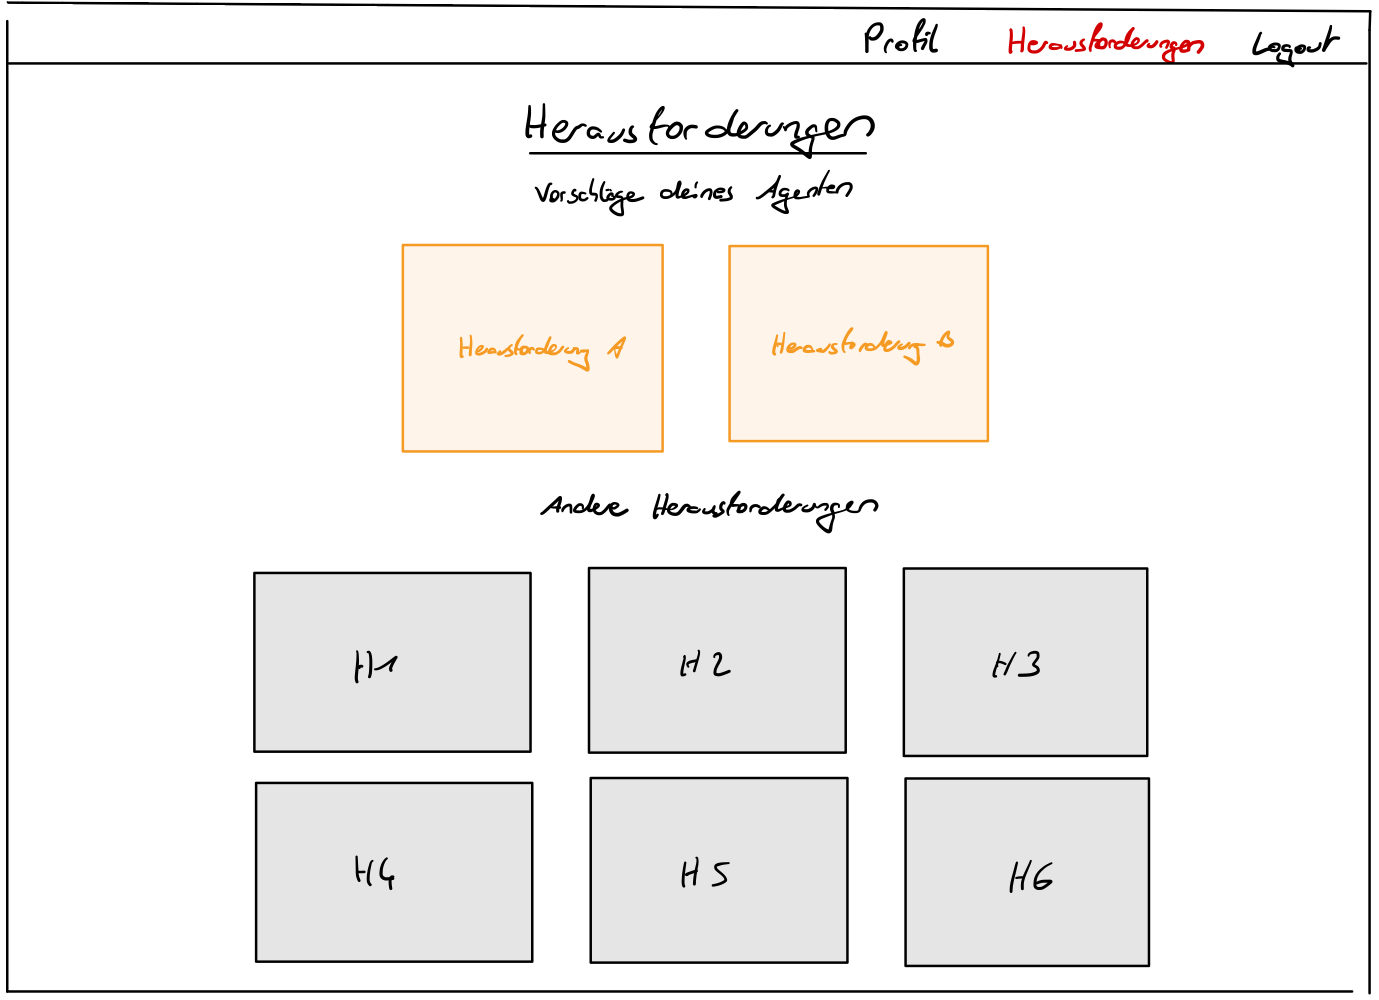 Profil Herausforderungen Logout
Herausforderungen
Vorschläge deines Agenten
Herausforderung A Herausforderung B
Andere Herausforderungen
H1 H2 H3
H4 H5 H6